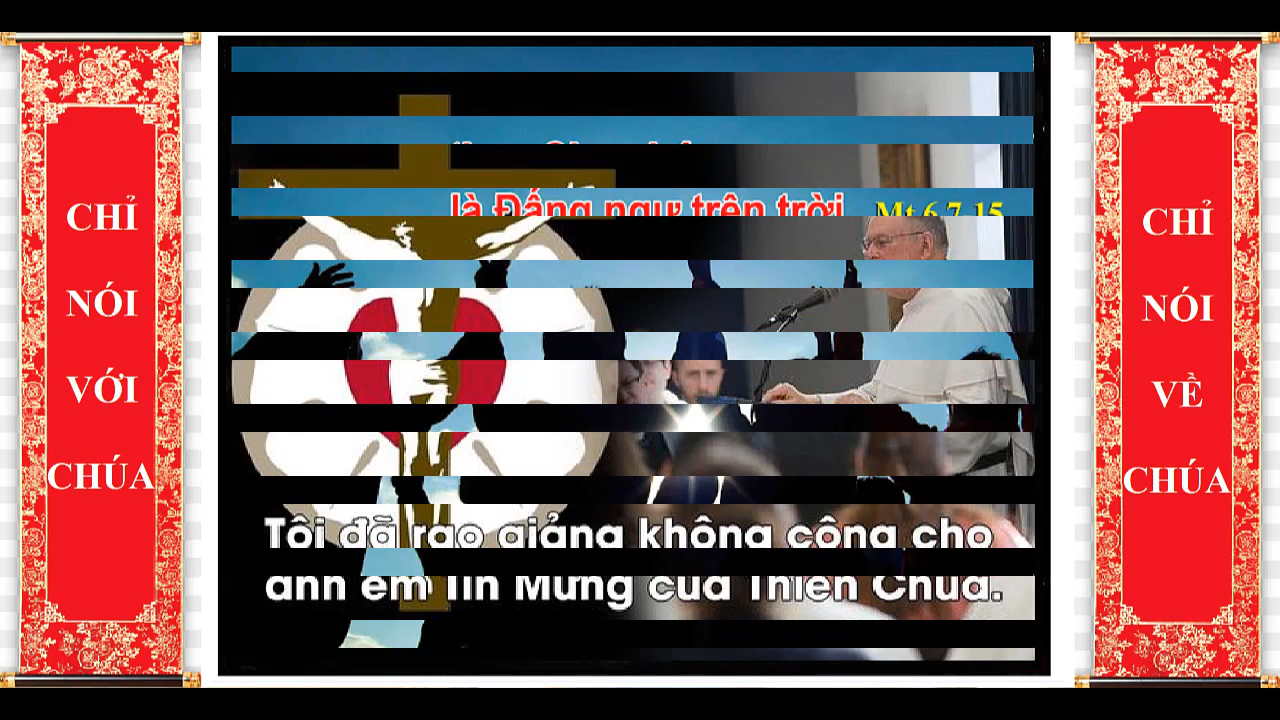 CHỈ
NÓI
VỚI
CHÚA
là Đấng ngự trên trời Mt 6,7-15
Tôi đã rao giảng không công cho
anh em Tin Mừng của Thiên Chúa.
CHỈ
NÓI
VỀ
CHÚA